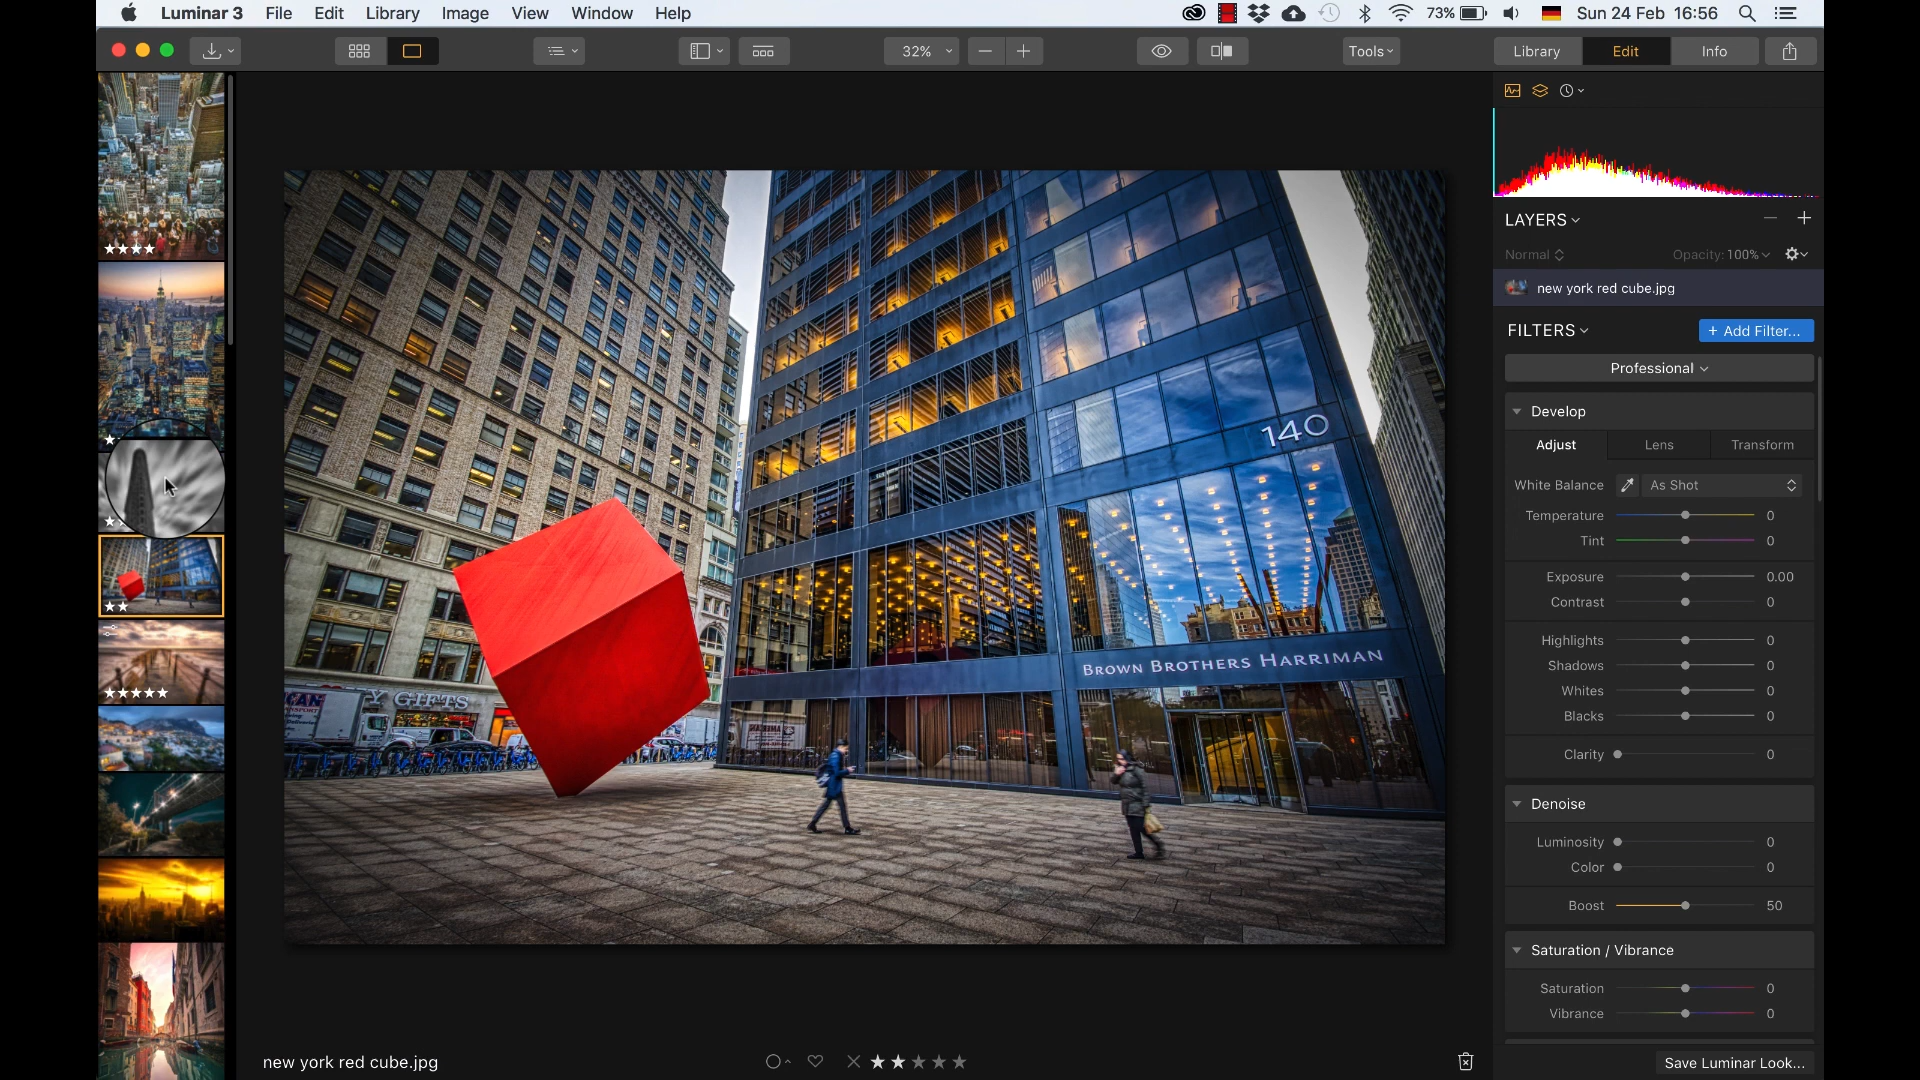 Luminar 3 File Edit Library Image View Window Help 73% Sun 24 Feb 16:56
32% Tools Library Edit Info
LAYERS
Normal Opacity: 100%
new york red cube.jpg
FILTERS + Add Filter...
Professional
Develop
Adjust Lens Transform
White Balance As Shot
Temperature 0
Tint 0
Exposure 0.00
Contrast 0
Highlights 0
Shadows 0
Whites 0
Blacks 0
Clarity 0
Denoise
Luminosity 0
Color 0
Boost 50
Saturation / Vibrance
Saturation 0
Vibrance 0
Save Luminar Look...
140
BROWN BROTHERS HARRIMAN
Y GIFTS
new york red cube.jpg